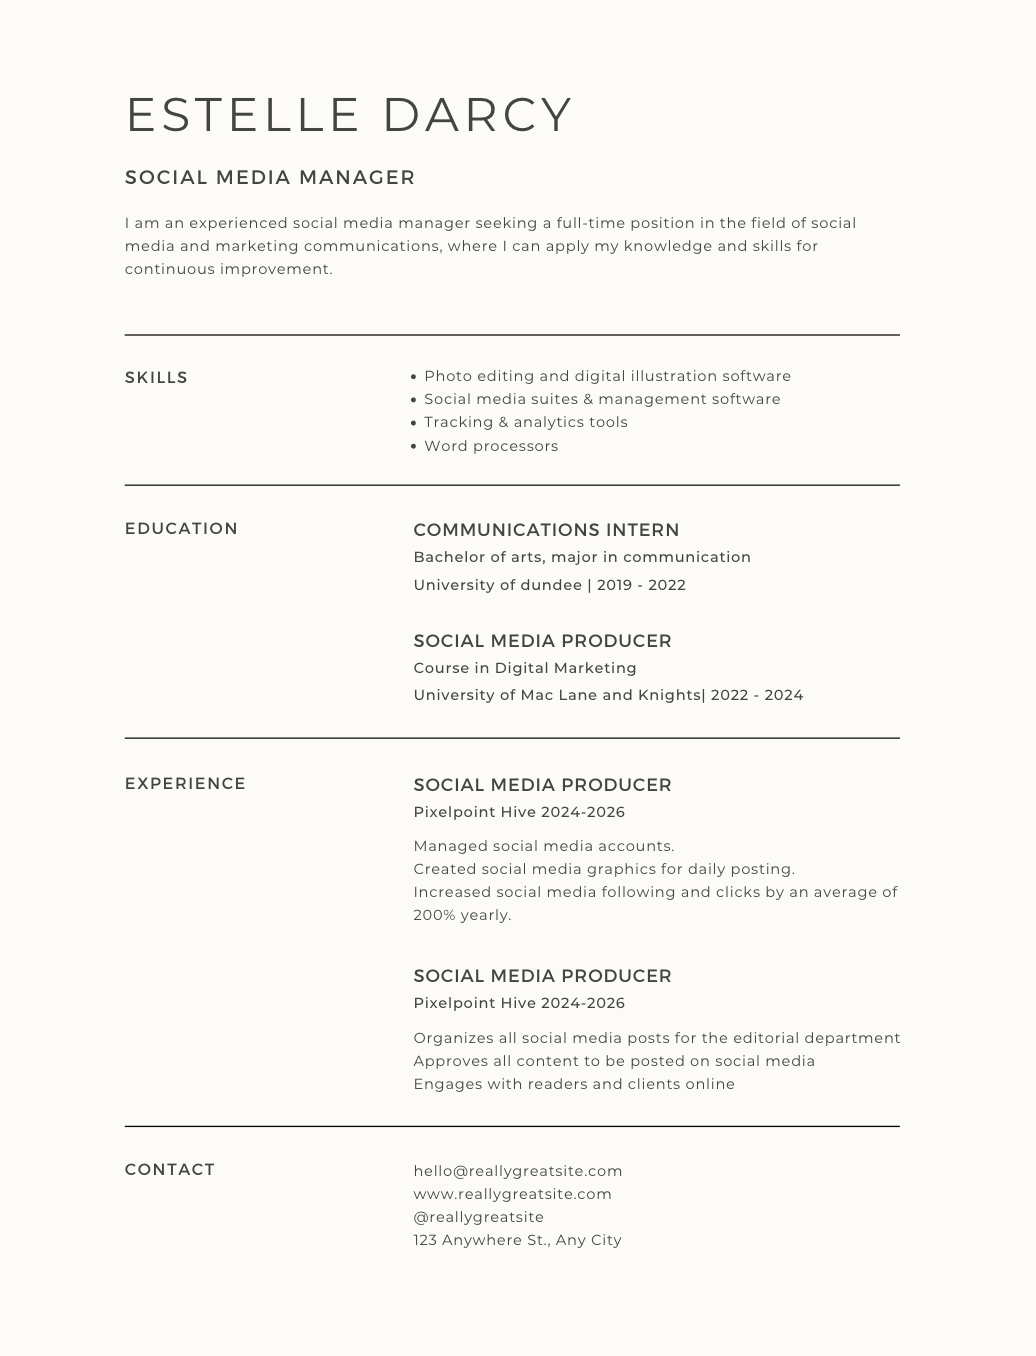 ESTELLE DARCY
SOCIAL MEDIA MANAGER
I am an experienced social media manager seeking a full-time position in the field of social
media and marketing communications, where I can apply my knowledge and skills for
continuous improvement.
SKILLS
• Photo editing and digital illustration software
• Social media suites & management software
• Tracking & analytics tools
• Word processors
EDUCATION
COMMUNICATIONS INTERN
Bachelor of arts, major in communication
University of dundee | 2019 - 2022
SOCIAL MEDIA PRODUCER
Course in Digital Marketing
University of Mac Lane and Knights| 2022 - 2024
EXPERIENCE
SOCIAL MEDIA PRODUCER
Pixelpoint Hive 2024-2026
Managed social media accounts.
Created social media graphics for daily posting.
Increased social media following and clicks by an average of
200% yearly.
SOCIAL MEDIA PRODUCER
Pixelpoint Hive 2024-2026
Organizes all social media posts for the editorial department
Approves all content to be posted on social media
Engages with readers and clients online
CONTACT
hello@reallygreatsite.com
www.reallygreatsite.com
@reallygreatsite
123 Anywhere St., Any City